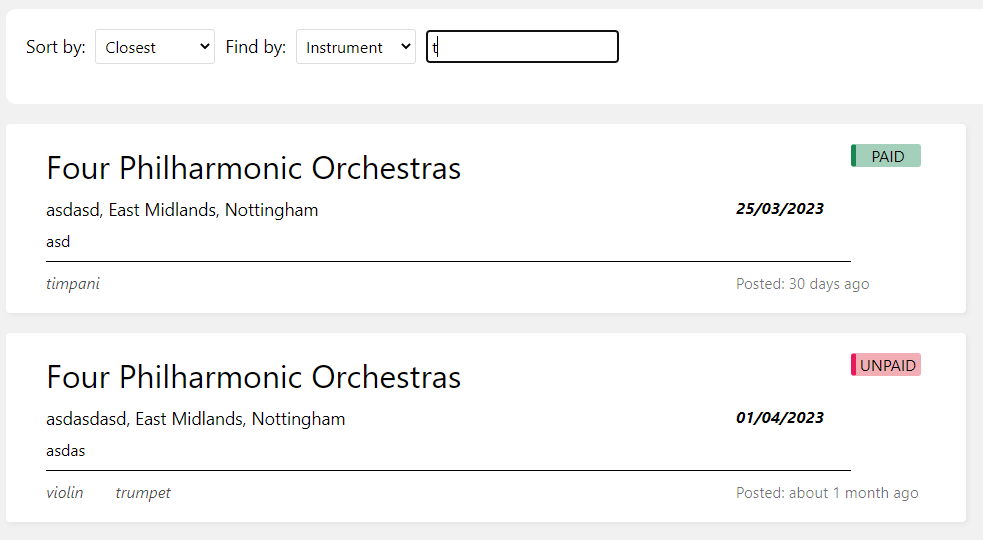 Sort by: Closest Find by: Instrument t
Four Philharmonic Orchestras PAID
asdasd, East Midlands, Nottingham 25/03/2023
asd
timpani Posted: 30 days ago
Four Philharmonic Orchestras UNPAID
asdasdasd, East Midlands, Nottingham 01/04/2023
asdas
violin trumpet Posted: about 1 month ago